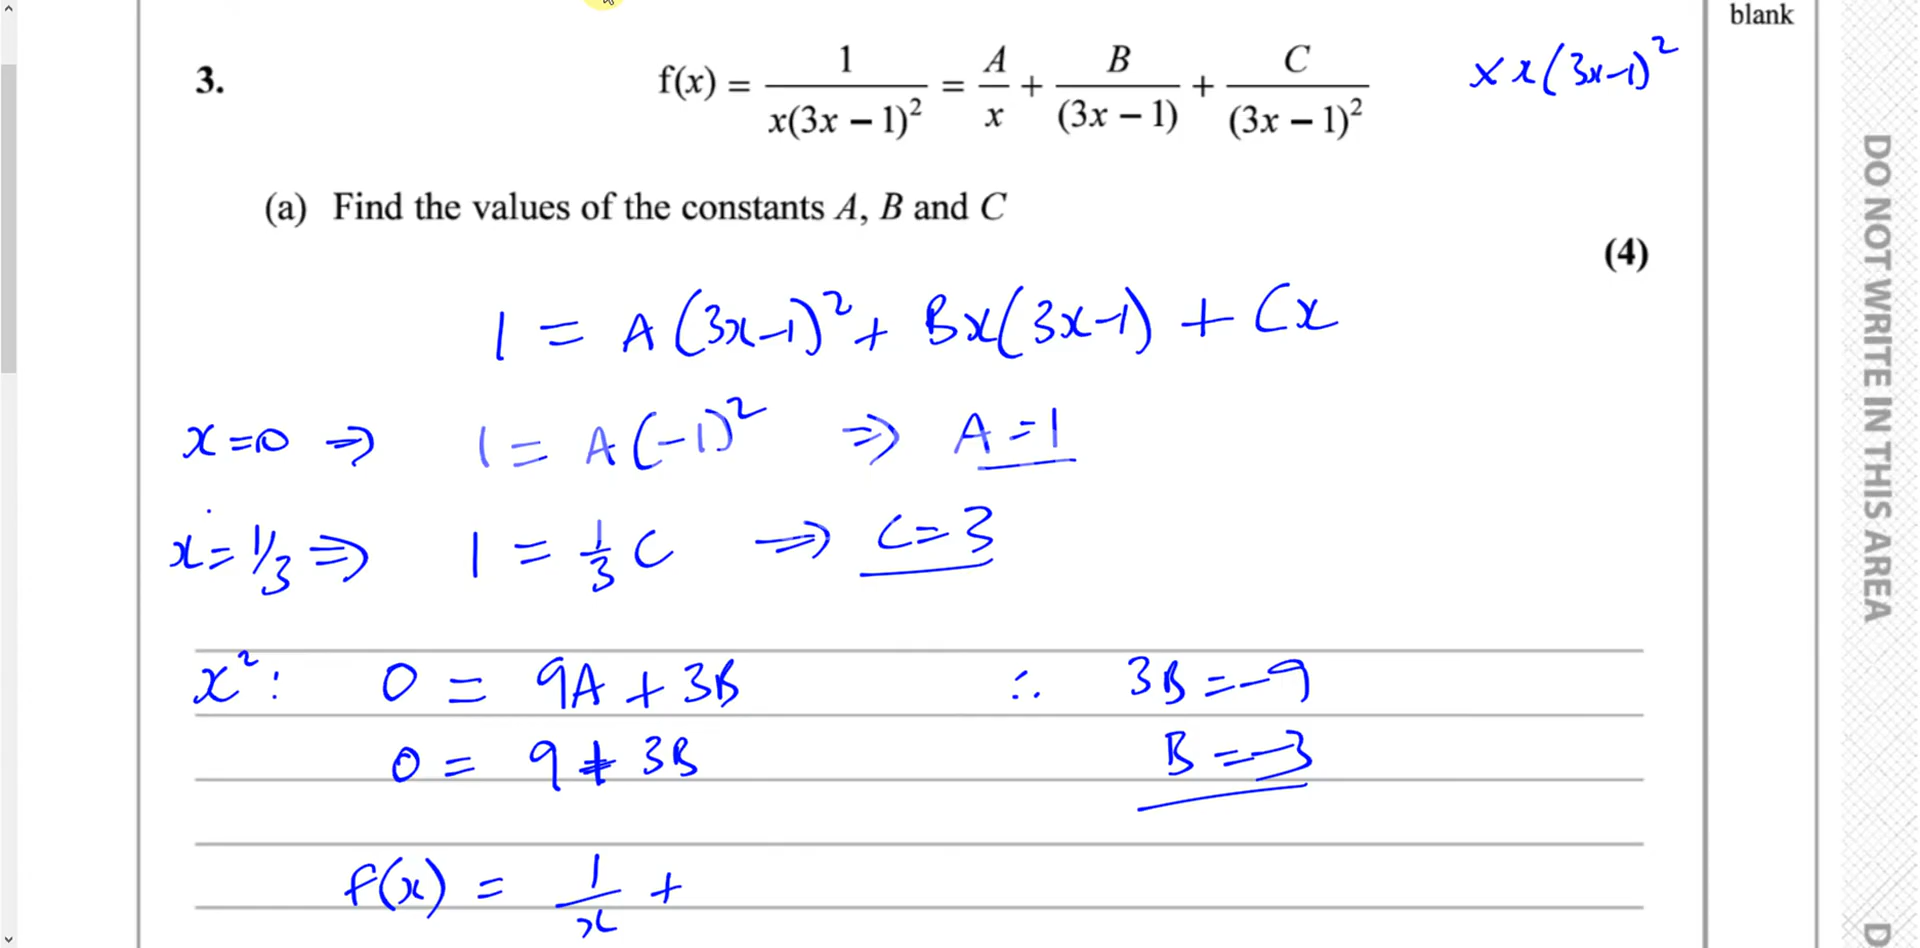 blank
3. f(x) = 1/(x(3x − 1)²) = A/x + B/(3x − 1) + C/(3x − 1)² × x(3x-1)²
(a) Find the values of the constants A, B and C
(4)
1 = A(3x-1)² + Bx(3x-1) + Cx
x=0 ⇒ 1 = A(-1)² ⇒ A=1
x=1/3 ⇒ 1 = 1/3 C ⇒ C=3
x²: 0 = 9A + 3B ∴ 3B=-9
0 = 9 + 3B B=-3
f(x) = 1/x +
DO NOT WRITE IN THIS AREA
D